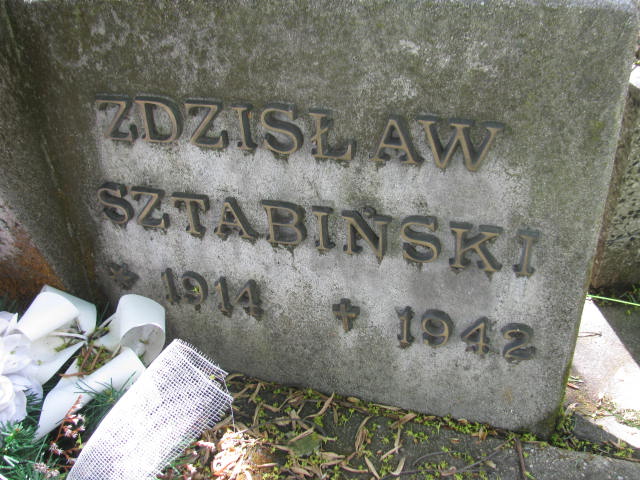 ZDZISŁAW
SZTABIŃSKI
* 1914 ✝ 1942